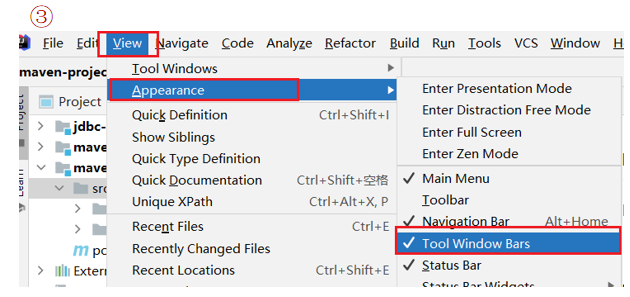 ③
File Edit View Navigate Code Analyze Refactor Build Run Tools VCS Window
maven-projec
Tool Windows
Appearance
Enter Presentation Mode
Project
Project
Quick Definition Ctrl+Shift+I
Enter Distraction Free Mode
jdbc-
Show Siblings
Enter Full Screen
mave
Quick Type Definition
Enter Zen Mode
mave
Learn
Quick Documentation Ctrl+Shift+空格
Main Menu
src
Unique XPath Ctrl+Alt+X, P
Toolbar
Recent Files Ctrl+E
Navigation Bar Alt+Home
Recently Changed Files
Tool Window Bars
po
Recent Locations Ctrl+Shift+E
Status Bar
Extern
Status Bar Widgets